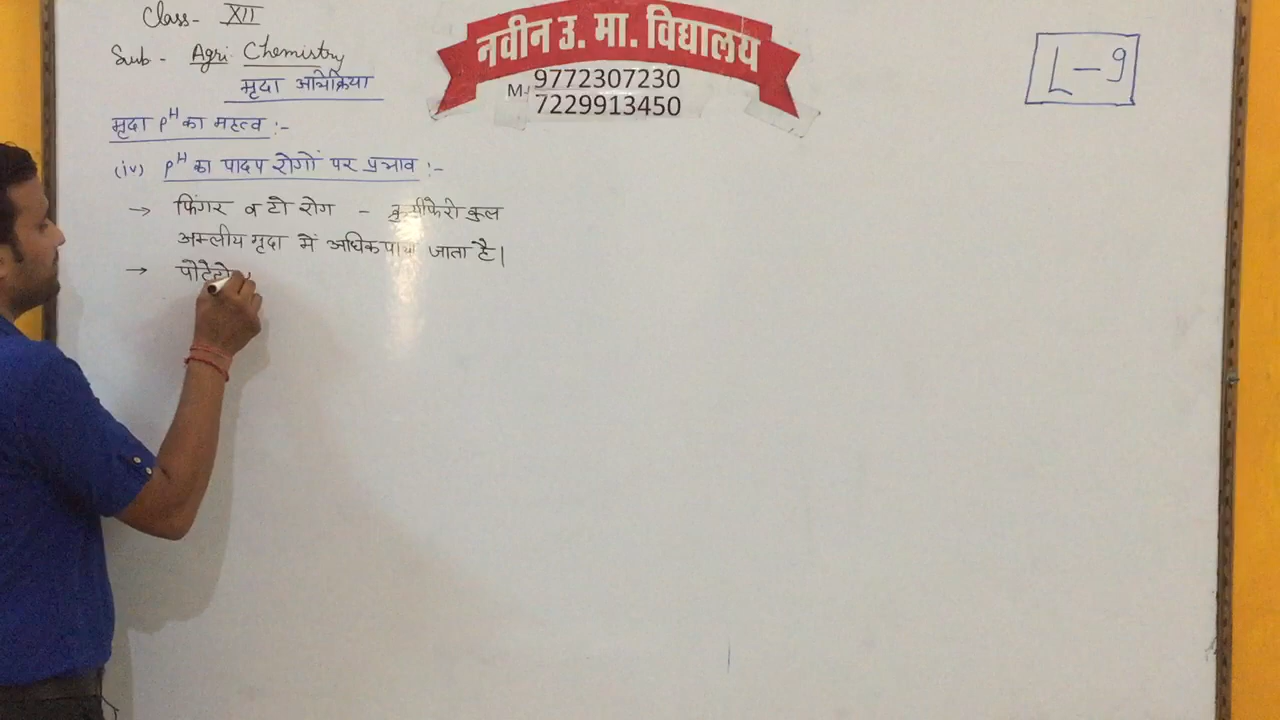 Class- XII
Sub - Agri Chemistry
मृदा अभिक्रिया
नवीन उ. मा. विद्यालय
M. 9772307230
7229913450
L-9
मृदा pH का महत्व :-
(iv) pH का पादप रोगों पर प्रभाव :-
→ फिंगर व टो रोग - क्रुसीफेरी कुल
अम्लीय मृदा में अधिक पाया जाता है।
→ पोटेटो